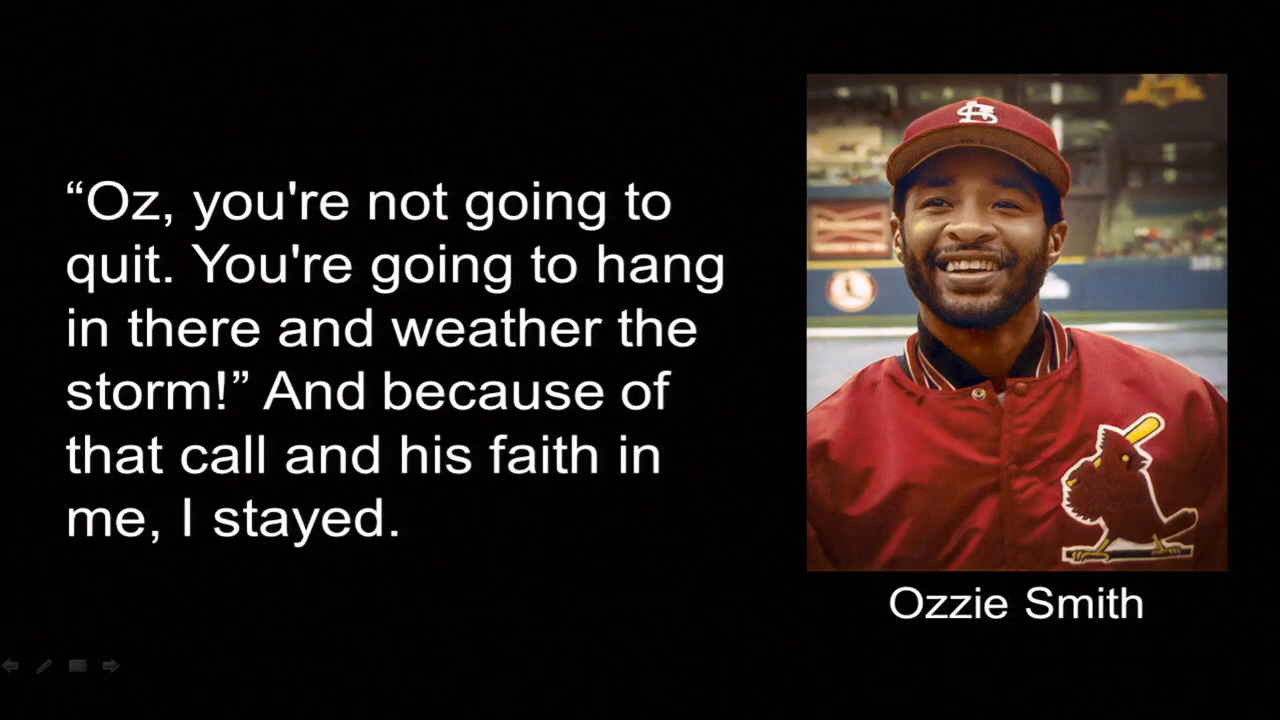 “Oz, you're not going to
quit. You're going to hang
in there and weather the
storm!” And because of
that call and his faith in
me, I stayed.
Ozzie Smith